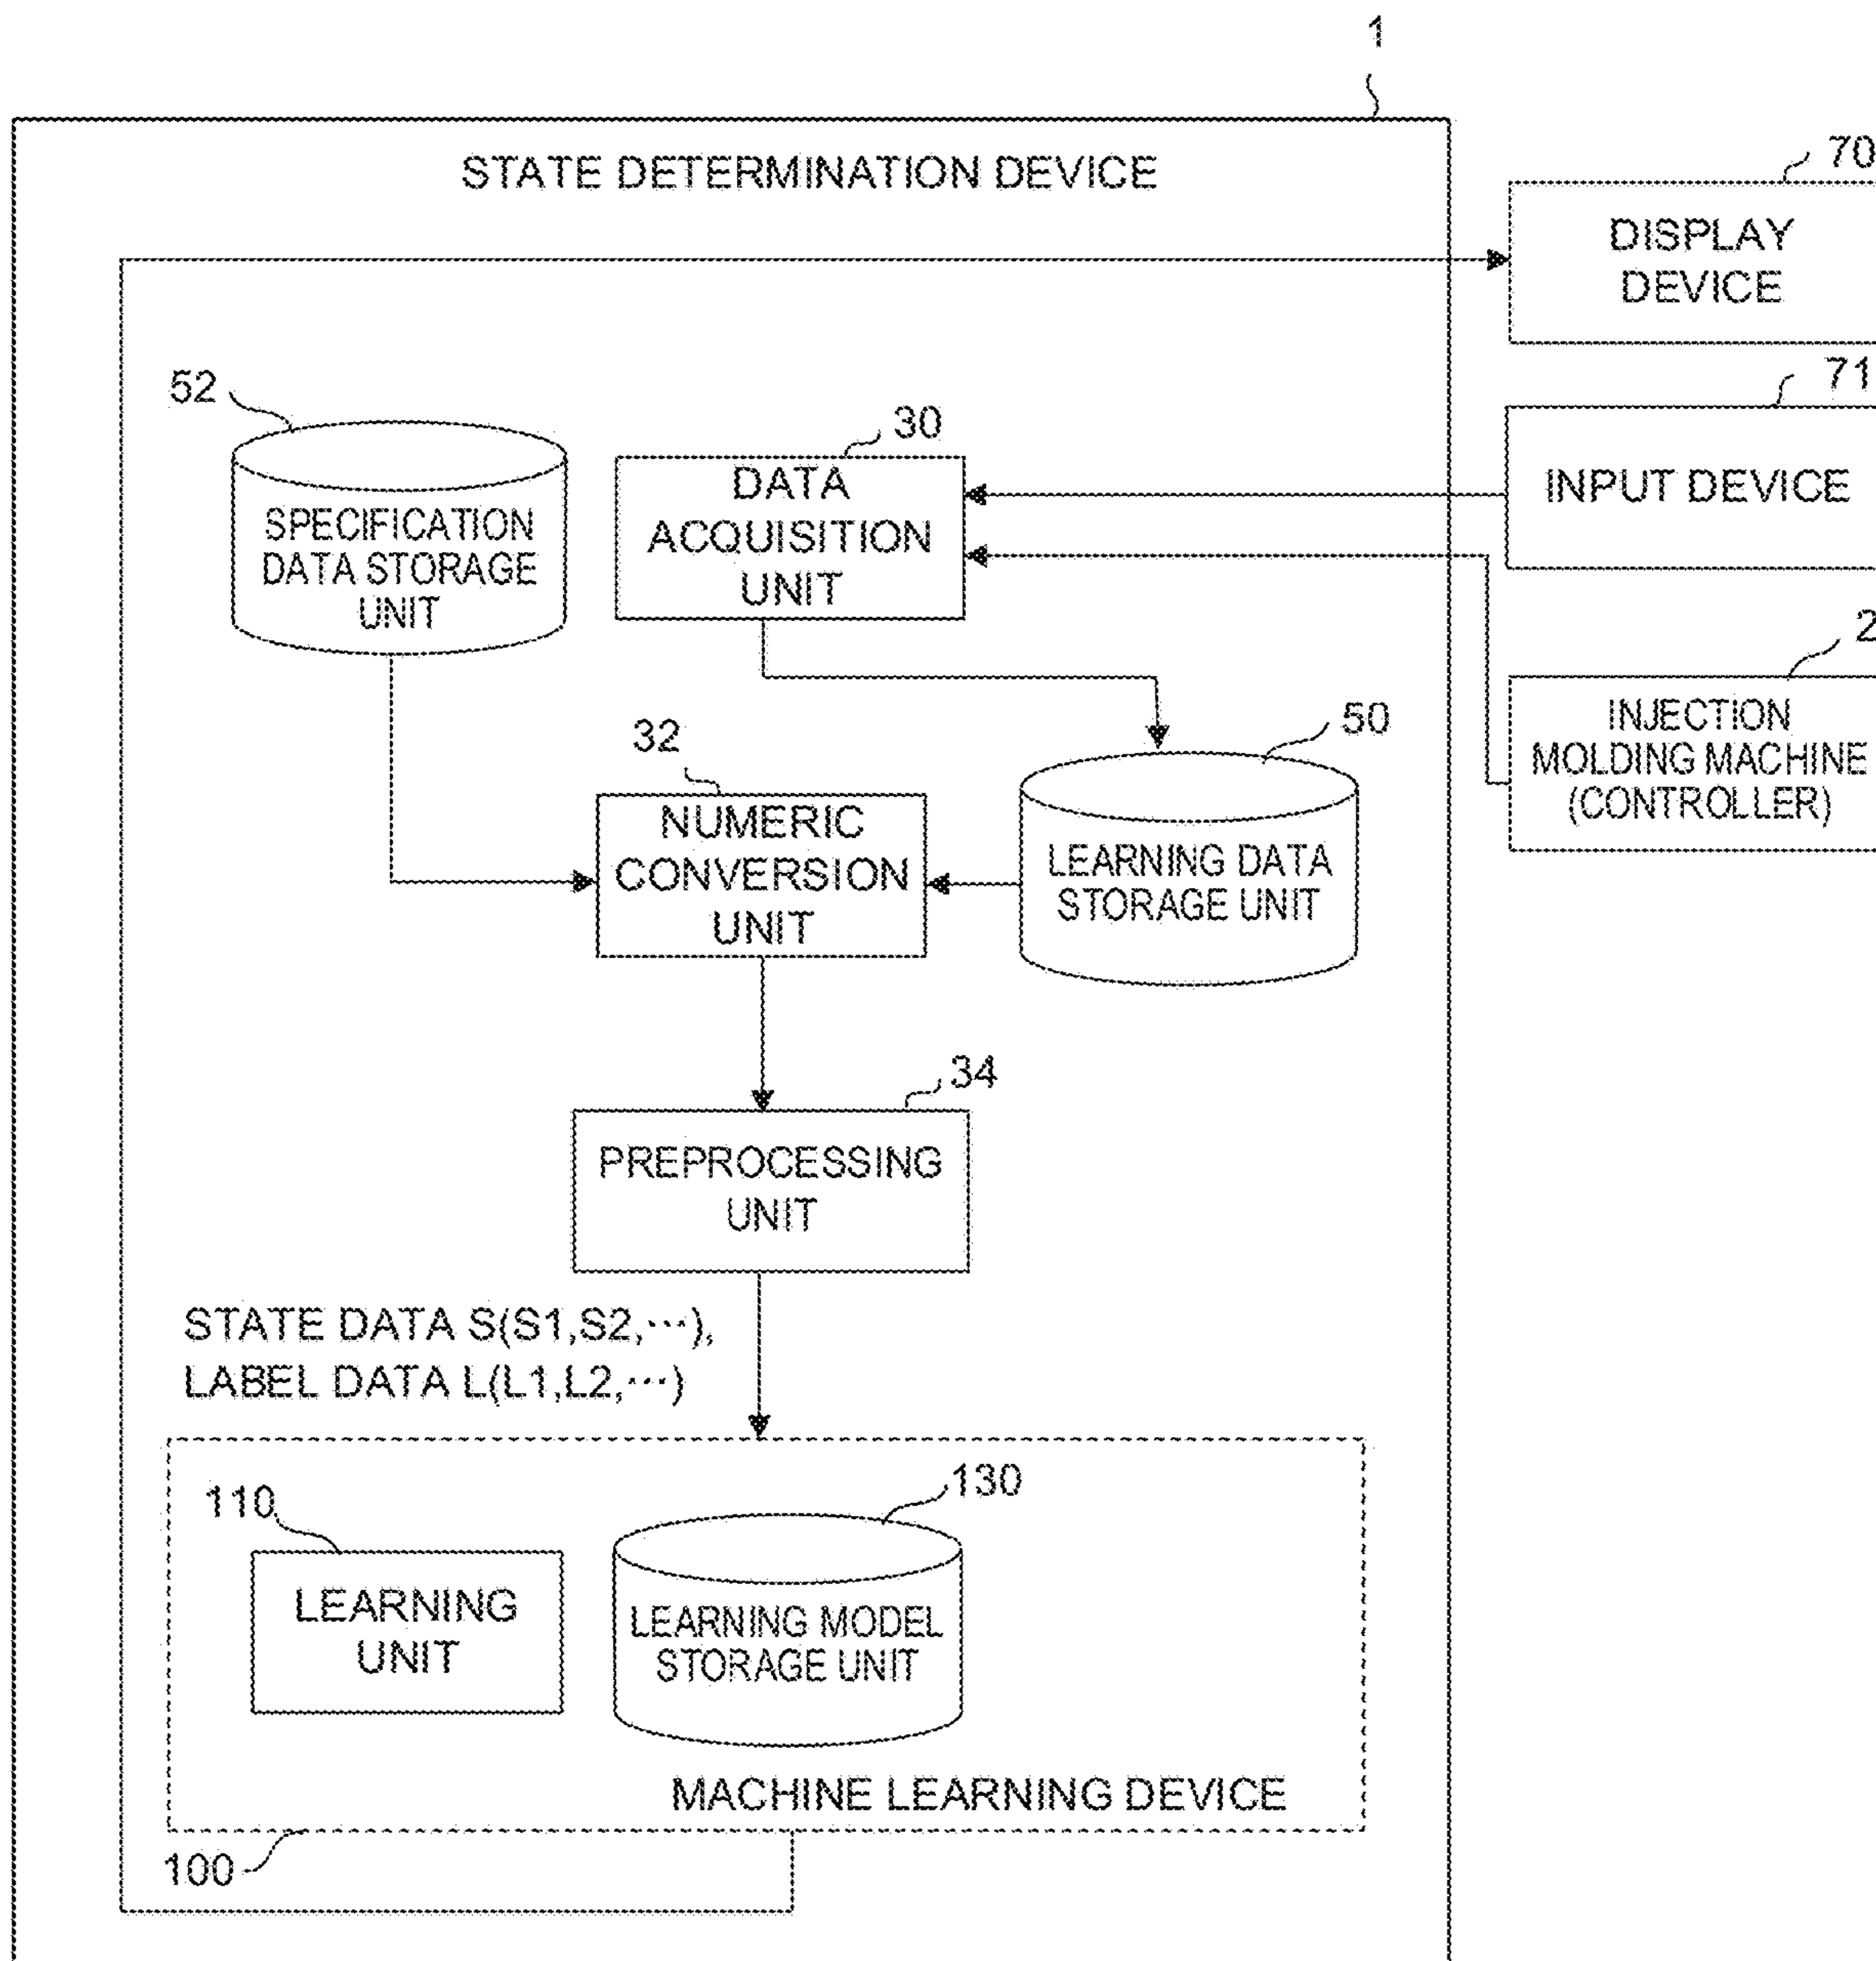 1
STATE DETERMINATION DEVICE
70
DISPLAY
DEVICE
71
INPUT DEVICE
2
INJECTION
MOLDING MACHINE
(CONTROLLER)
52
SPECIFICATION
DATA STORAGE
UNIT
30
DATA
ACQUISITION
UNIT
32
NUMERIC
CONVERSION
UNIT
50
LEARNING DATA
STORAGE UNIT
34
PREPROCESSING
UNIT
STATE DATA S(S1,S2,···),
LABEL DATA L(L1,L2,···)
110
LEARNING
UNIT
130
LEARNING MODEL
STORAGE UNIT
MACHINE LEARNING DEVICE
100